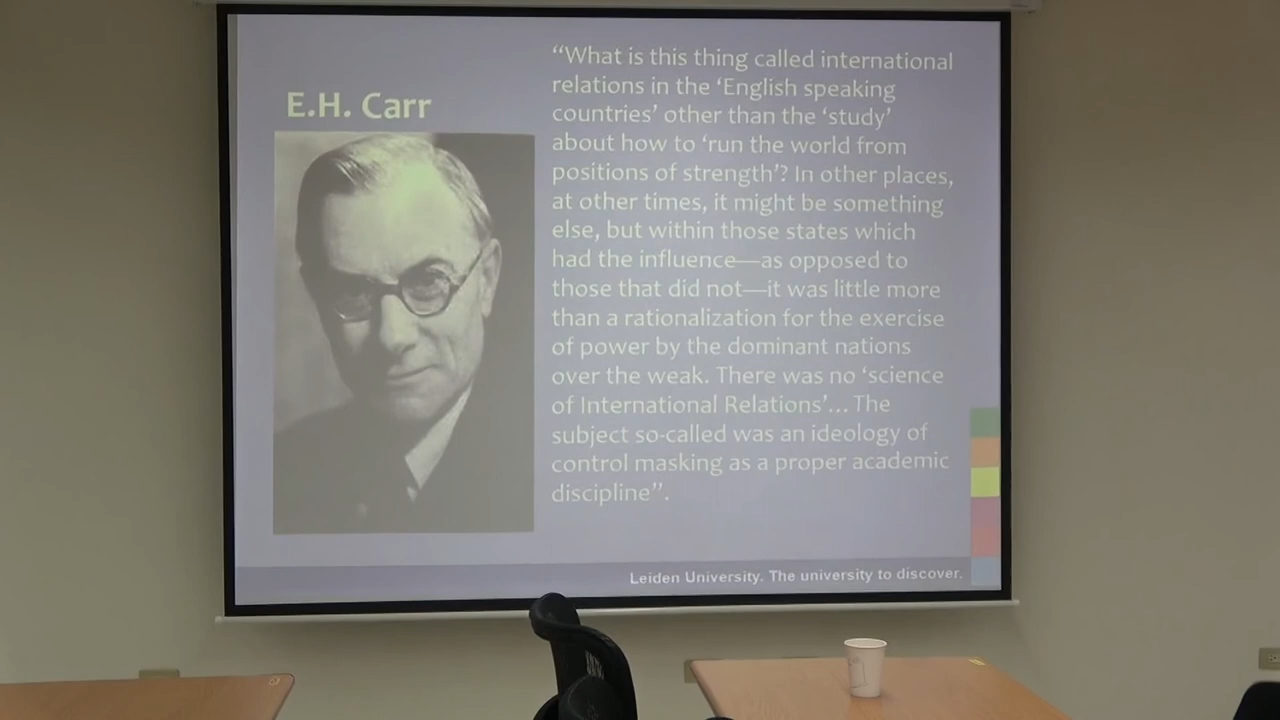 E.H. Carr
“What is this thing called international
relations in the ‘English speaking
countries’ other than the ‘study’
about how to ‘run the world from
positions of strength’? In other places,
at other times, it might be something
else, but within those states which
had the influence—as opposed to
those that did not—it was little more
than a rationalization for the exercise
of power by the dominant nations
over the weak. There was no ‘science
of International Relations’... The
subject so-called was an ideology of
control masking as a proper academic
discipline”.
Leiden University. The university to discover.